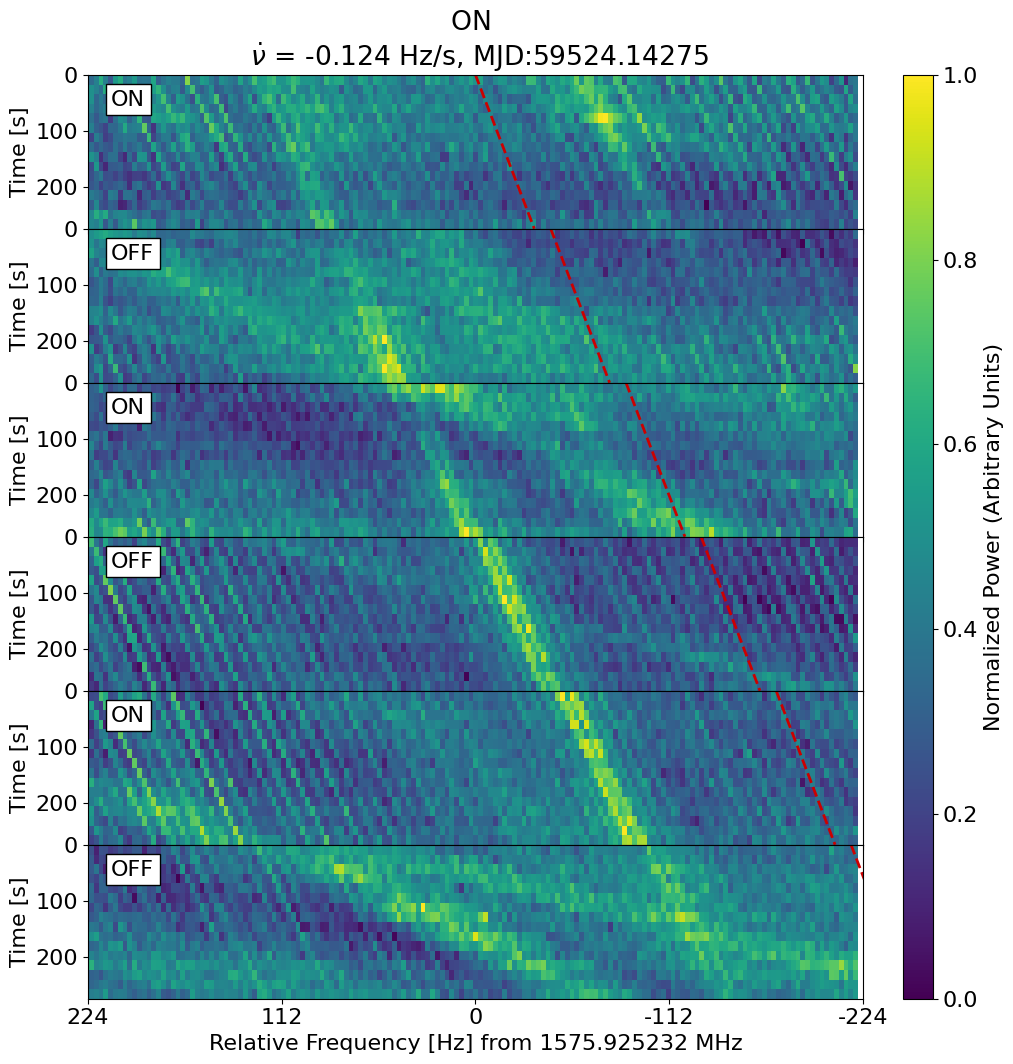 ON
ν̇ = -0.124 Hz/s, MJD:59524.14275
0
100
200
Time [s]
ON
0
100
200
Time [s]
OFF
0
100
200
Time [s]
ON
0
100
200
Time [s]
OFF
0
100
200
Time [s]
ON
0
100
200
Time [s]
OFF
224
112
0
-112
-224
Relative Frequency [Hz] from 1575.925232 MHz
1.0
0.8
0.6
0.4
0.2
0.0
Normalized Power (Arbitrary Units)